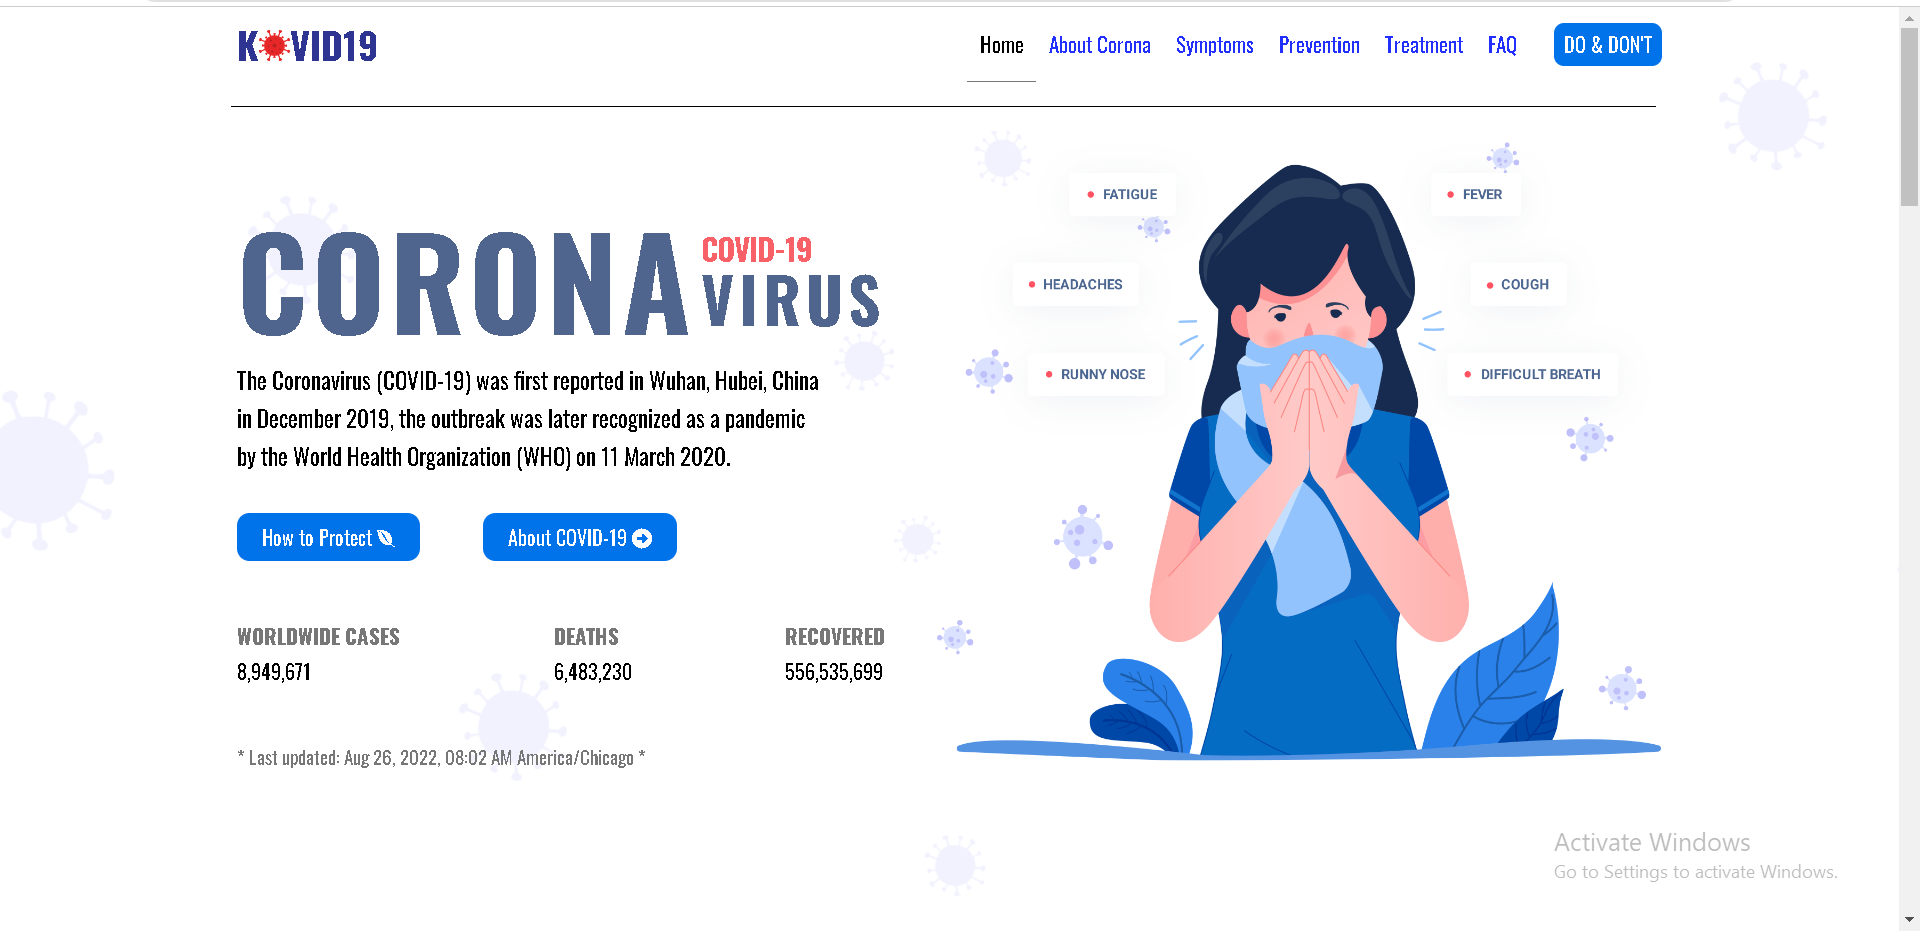 KOVID19
Home About Corona Symptoms Prevention Treatment FAQ DO & DON'T
CORONA
COVID-19
VIRUS
The Coronavirus (COVID-19) was first reported in Wuhan, Hubei, China
in December 2019, the outbreak was later recognized as a pandemic
by the World Health Organization (WHO) on 11 March 2020.
How to Protect
About COVID-19
WORLDWIDE CASES DEATHS RECOVERED
8,949,671 6,483,230 556,535,699
* Last updated: Aug 26, 2022, 08:02 AM America/Chicago *
FATIGUE
FEVER
HEADACHES
COUGH
RUNNY NOSE
DIFFICULT BREATH
Activate Windows
Go to Settings to activate Windows.